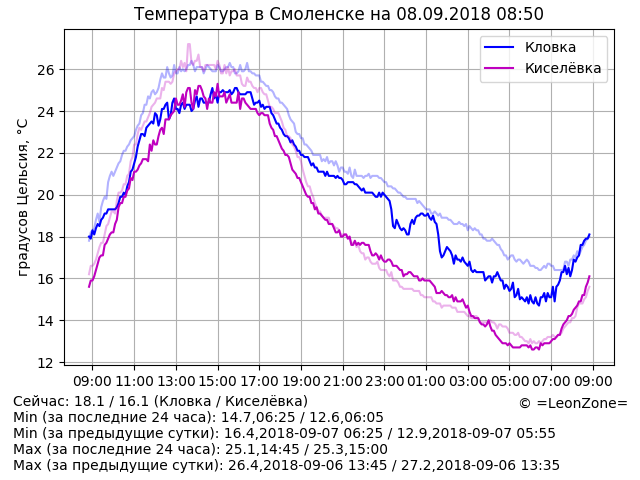 Температура в Смоленске на 08.09.2018 08:50
Кловка
Киселёвка
градусов Цельсия, °C
26
24
22
20
18
16
14
12
09:00 11:00 13:00 15:00 17:00 19:00 21:00 23:00 01:00 03:00 05:00 07:00 09:00
Сейчас: 18.1 / 16.1 (Кловка / Киселёвка)
© =LeonZone=
Min (за последние 24 часа): 14.7,06:25 / 12.6,06:05
Min (за предыдущие сутки): 16.4,2018-09-07 06:25 / 12.9,2018-09-07 05:55
Max (за последние 24 часа): 25.1,14:45 / 25.3,15:00
Max (за предыдущие сутки): 26.4,2018-09-06 13:45 / 27.2,2018-09-06 13:35